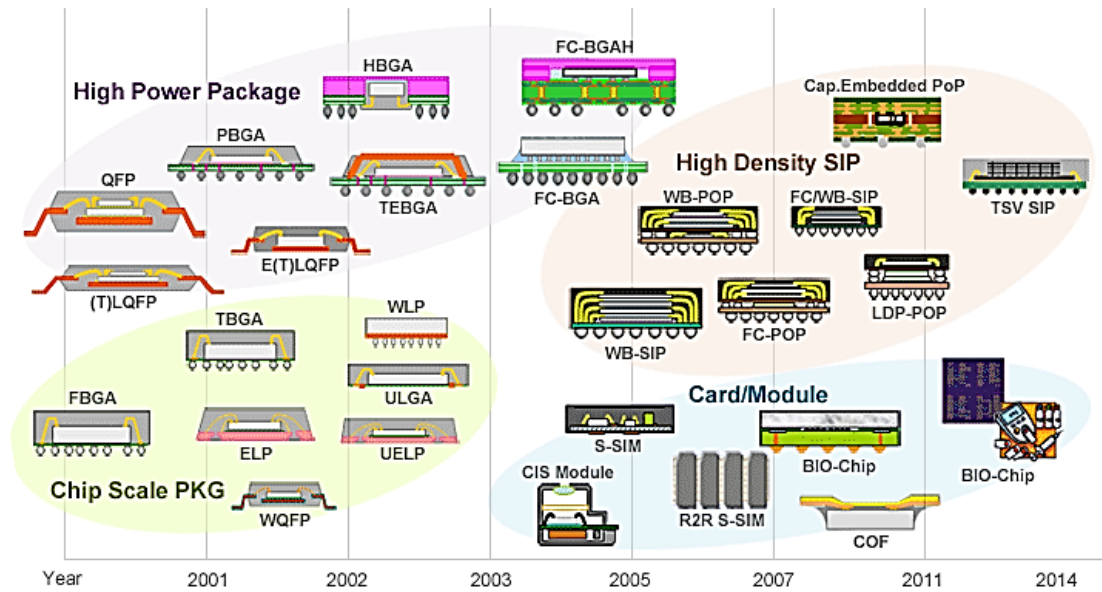 FC-BGAH
HBGA
High Power Package
Cap.Embedded PoP
PBGA
High Density SIP
QFP
TEBGA
FC-BGA
WB-POP
FC/WB-SIP
TSV SIP
E(T)LQFP
(T)LQFP
LDP-POP
WLP
TBGA
FC-POP
WB-SIP
FBGA
ULGA
Card/Module
S-SIM
ELP
UELP
BIO-Chip
CIS Module
BIO-Chip
Chip Scale PKG
WQFP
R2R S-SIM
COF
Year 2001 2002 2003 2005 2007 2011 2014